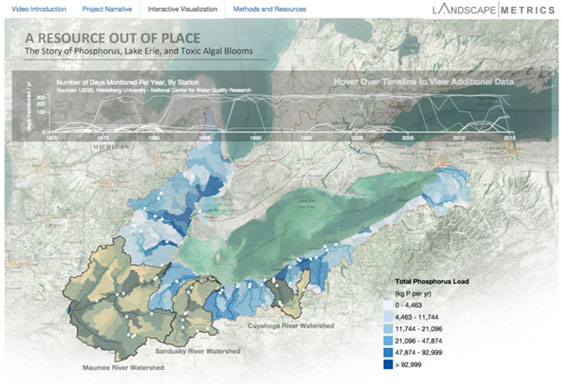 Video Introduction
Project Narrative
Interactive Visualization
Methods and Resources
LANDSCAPE|METRICS
A RESOURCE OUT OF PLACE
The Story of Phosphorus, Lake Erie, and Toxic Algal Blooms
Number of Days Monitored Per Year, By Station
Hover Over Timeline to View Additional Data
Sources: USGS, Heidelberg University - National Center for Water Quality Research
300
200
100
0
1970
1975
1980
1985
1990
1995
2000
2005
2010
2015
MICHIGAN
Total Phosphorus Load
(kg P per yr)
0 - 4,463
4,463 - 11,744
11,744 - 21,096
21,096 - 47,874
47,874 - 92,999
> 92,999
Cuyahoga River Watershed
Sandusky River Watershed
Maumee River Watershed